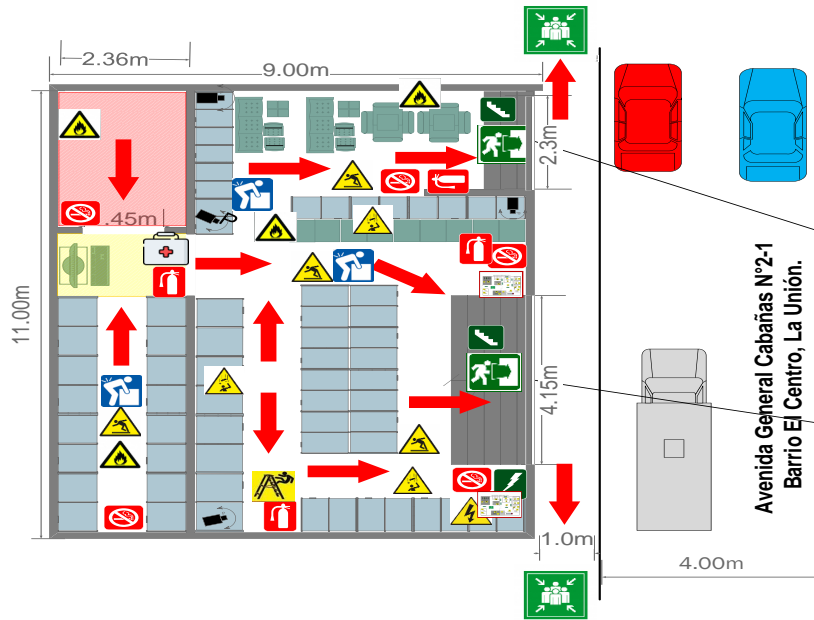 2.36m
9.00m
2.3m
.45m
11.00m
4.15m
Avenida General Cabañas N°2-1
Barrio El Centro, La Unión.
1.0m
4.00m